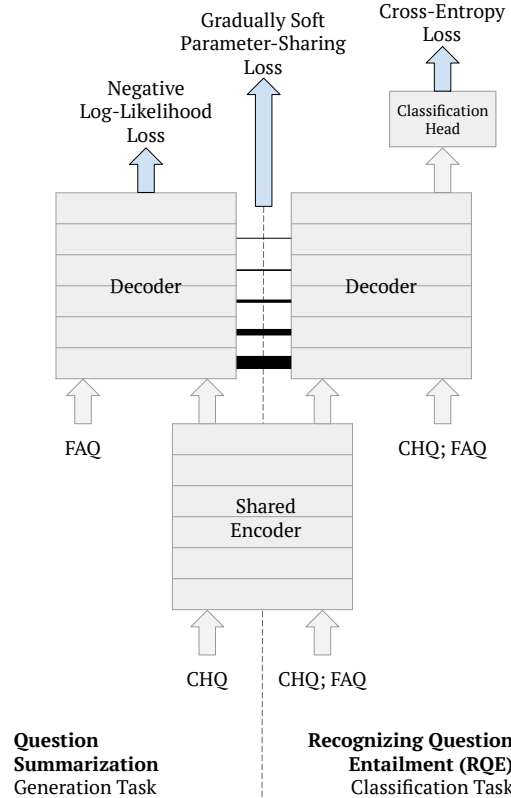 Gradually Soft
Parameter-Sharing
Loss
Cross-Entropy
Loss
Negative
Log-Likelihood
Loss
Classification
Head
Decoder
Decoder
FAQ
CHQ; FAQ
Shared
Encoder
CHQ
CHQ; FAQ
Question
Summarization
Generation Task
Recognizing Question
Entailment (RQE)
Classification Task